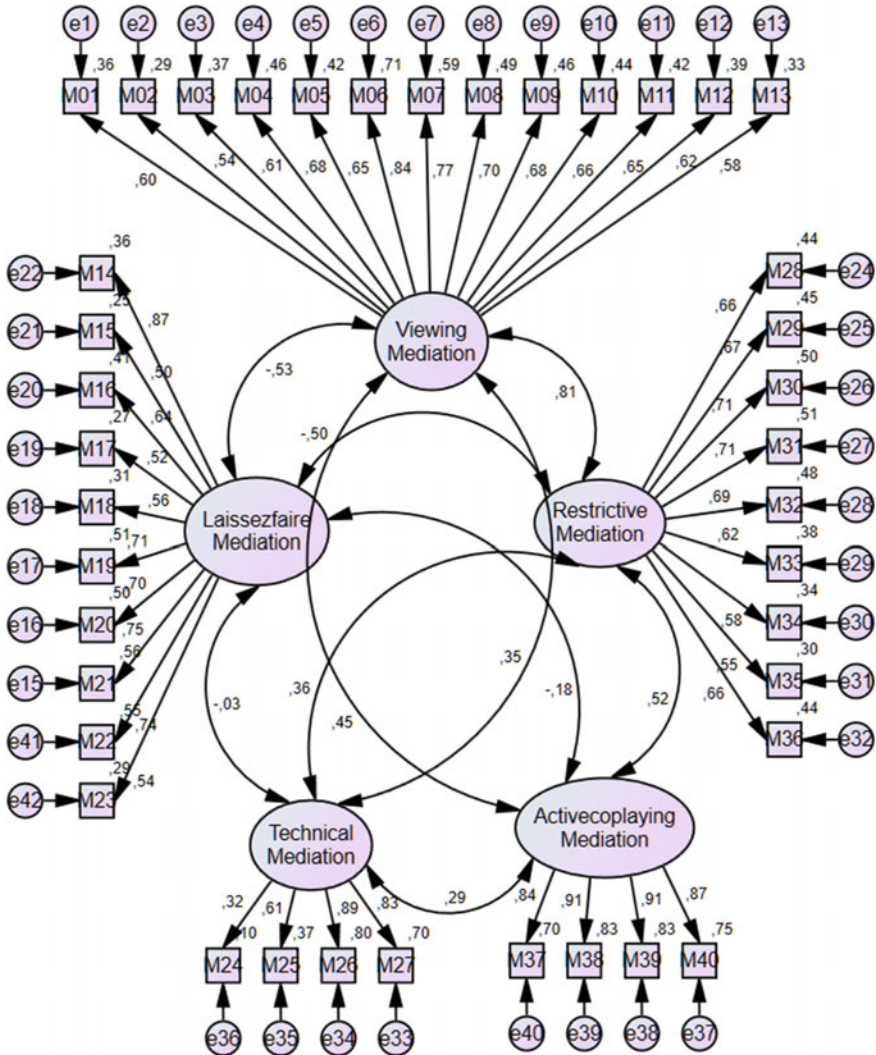 e1 e2 e3 e4 e5 e6 e7 e8 e9 e10 e11 e12 e13
,36 ,29 ,37 ,46 ,42 ,71 ,59 ,49 ,46 ,44 ,42 ,39 ,33
M01 M02 M03 M04 M05 M06 M07 M08 M09 M10 M11 M12 M13
,60 ,54 ,61 ,68 ,65 ,84 ,77 ,70 ,68 ,66 ,65 ,62 ,58
,36
e22 M14
,87
,25
e21 M15
,50
,41
e20 M16
,64
,27
e19 M17
,52
,31
e18 M18
,56
,51
e17 M19
,71
,50
e16 M20
,70
,56
e15 M21
,75
,55
e41 M22
,74
,29
e42 M23
,54
Viewing
Mediation
-,53
,81
-,50
Laissezfaire
Mediation
Restrictive
Mediation
,44
M28 e24
,66
,45
M29 e25
,67
,50
M30 e26
,71
,51
M31 e27
,71
,48
M32 e28
,69
,38
M33 e29
,62
,34
M34 e30
,58
,30
M35 e31
,55
,44
M36 e32
,66
-,03
,36
,45
,35
-,18
,52
Technical
Mediation
Activecoplaying
Mediation
,29
,32 ,61 ,89 ,83
,10 ,37 ,80 ,70
M24 M25 M26 M27
e36 e35 e34 e33
,84 ,91 ,91 ,87
,70 ,83 ,83 ,75
M37 M38 M39 M40
e40 e39 e38 e37